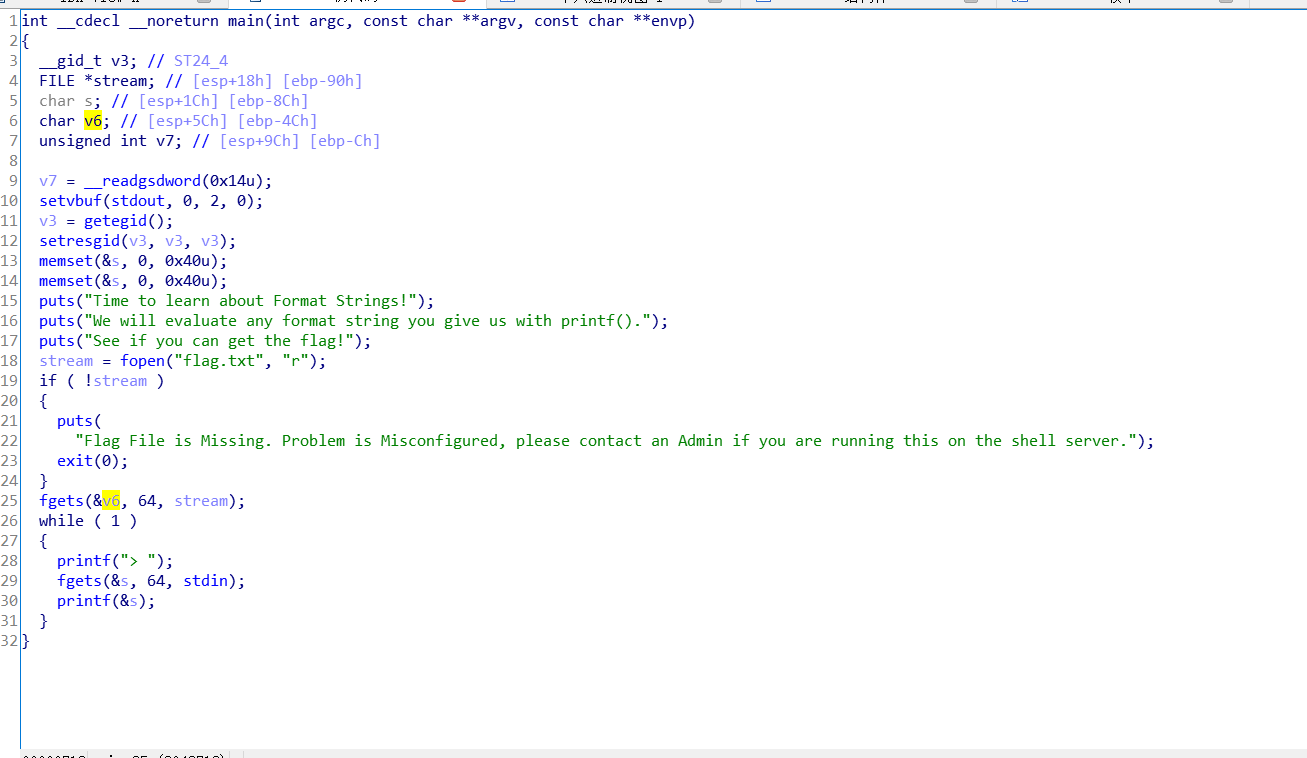 1 int __cdecl __noreturn main(int argc, const char **argv, const char **envp)
2 {
3 __gid_t v3; // ST24_4
4 FILE *stream; // [esp+18h] [ebp-90h]
5 char s; // [esp+1Ch] [ebp-8Ch]
6 char v6; // [esp+5Ch] [ebp-4Ch]
7 unsigned int v7; // [esp+9Ch] [ebp-Ch]
8
9 v7 = __readgsdword(0x14u);
10 setvbuf(stdout, 0, 2, 0);
11 v3 = getegid();
12 setresgid(v3, v3, v3);
13 memset(&s, 0, 0x40u);
14 memset(&s, 0, 0x40u);
15 puts("Time to learn about Format Strings!");
16 puts("We will evaluate any format string you give us with printf().");
17 puts("See if you can get the flag!");
18 stream = fopen("flag.txt", "r");
19 if ( !stream )
20 {
21 puts(
22 "Flag File is Missing. Problem is Misconfigured, please contact an Admin if you are running this on the shell server.");
23 exit(0);
24 }
25 fgets(&v6, 64, stream);
26 while ( 1 )
27 {
28 printf("> ");
29 fgets(&s, 64, stdin);
30 printf(&s);
31 }
32 }